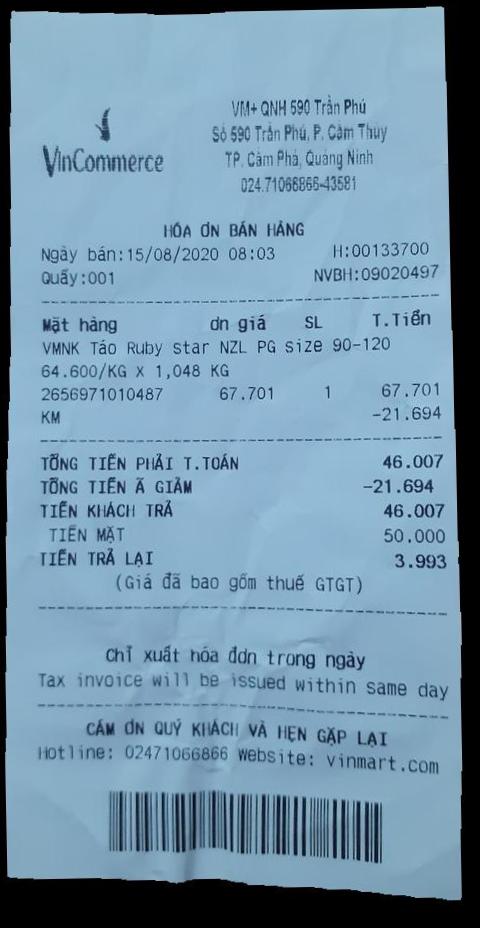 VinCommerce
VM+ QNH 590 Trần Phú
Số 590 Trần Phú, P. Cẩm Thủy
TP. Cẩm Phả, Quảng Ninh
024.71066866-43581
HÓA ƠN BÁN HÀNG
Ngày bán:15/08/2020 08:03 H:00133700
Quầy:001 NVBH:09020497
Mặt hàng ơn giá SL T.Tiền
VMNK Táo Ruby star NZL PG size 90-120
64.600/KG X 1,048 KG
2656971010487 67.701 1 67.701
KM -21.694
TỔNG TIỀN PHẢI T.TOÁN 46.007
TỔNG TIỀN Ã GIẢM -21.694
TIỀN KHÁCH TRẢ 46.007
TIỀN MẶT 50.000
TIỀN TRẢ LẠI 3.993
(Giá đã bao gồm thuế GTGT)
Chỉ xuất hóa đơn trong ngày
Tax invoice will be issued within same day
CẢM ƠN QUÝ KHÁCH VÀ HẸN GẶP LẠI
Hotline: 02471066866 Website: vinmart.com